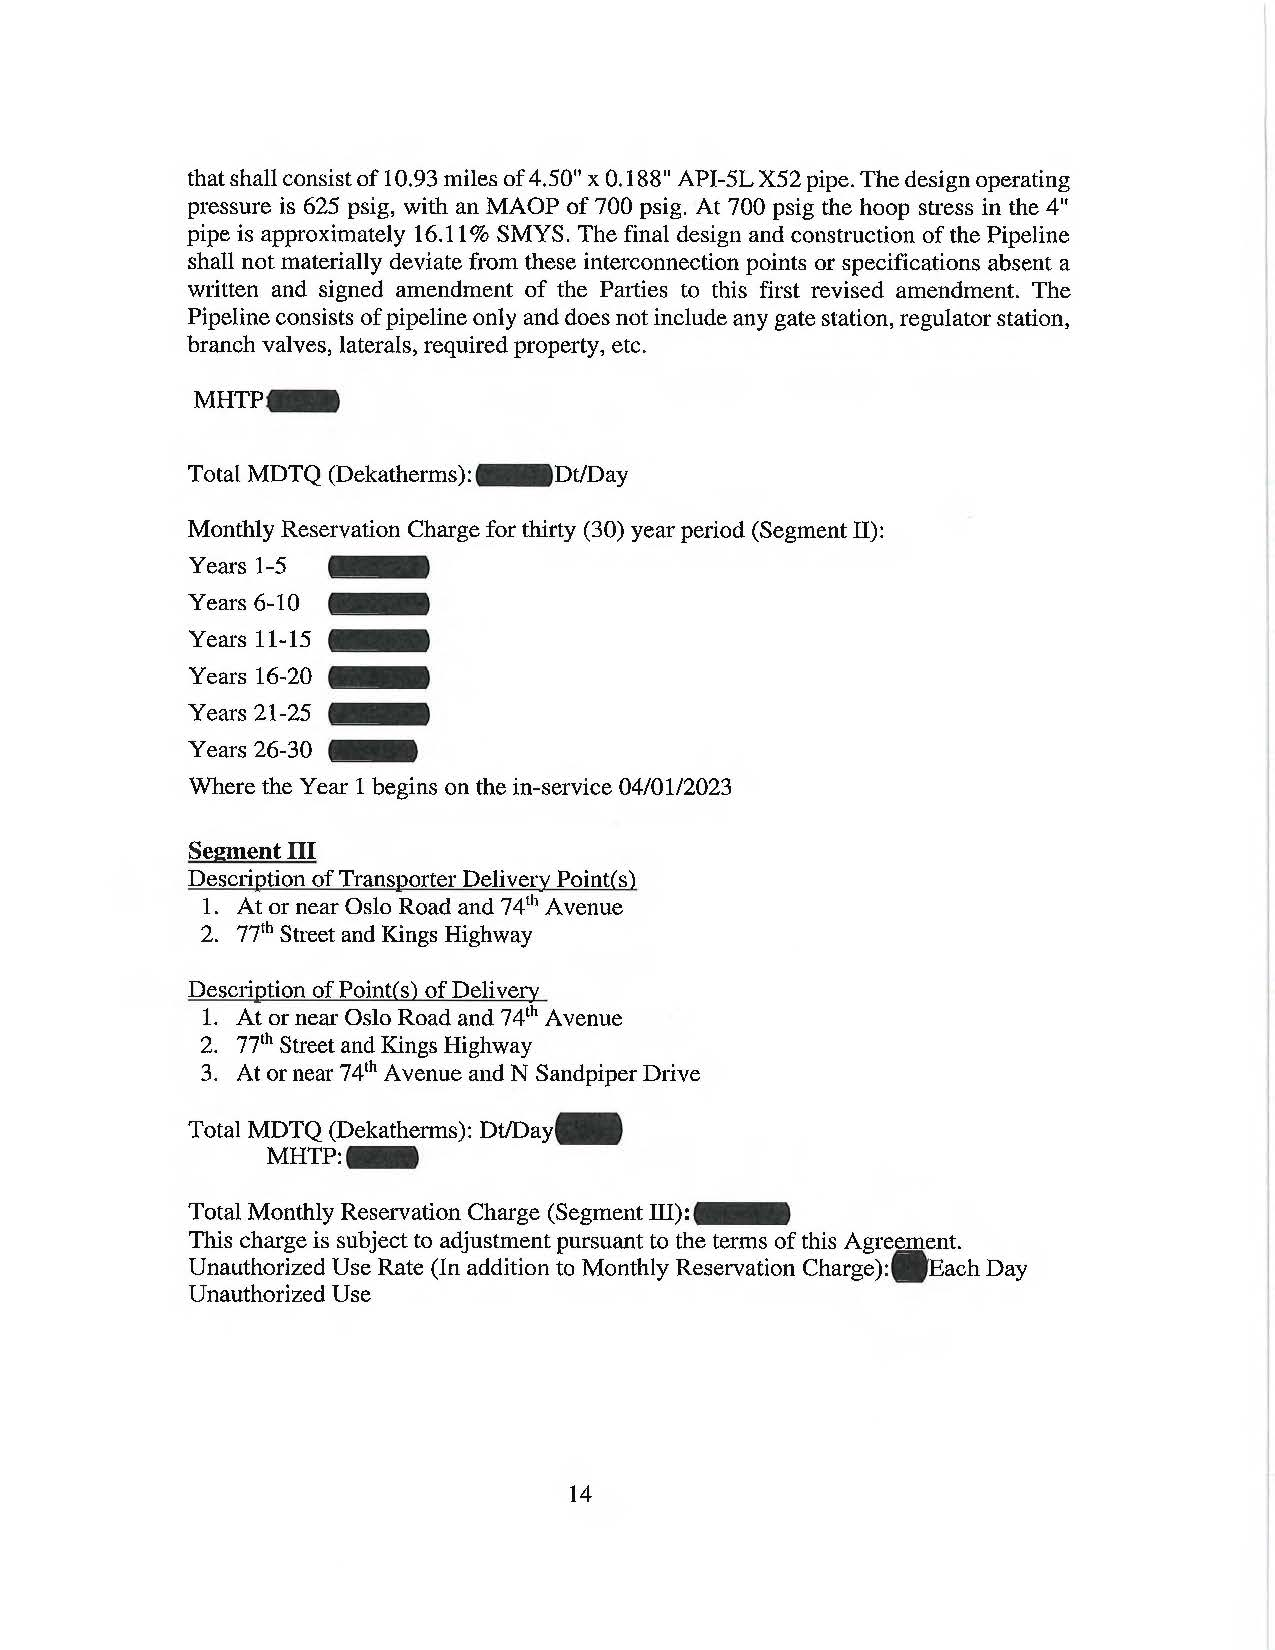 that shall consist of 10.93 miles of 4.50" x 0.188" API-5L X52 pipe. The design operating
pressure is 625 psig, with an MAOP of 700 psig. At 700 psig the hoop stress in the 4"
pipe is approximately 16.11% SMYS. The final design and construction of the Pipeline
shall not materially deviate from these interconnection points or specifications absent a
written and signed amendment of the Parties to this first revised amendment. The
Pipeline consists of pipeline only and does not include any gate station, regulator station,
branch valves, laterals, required property, etc.
MHTP:
Total MDTQ (Dekatherms): Dt/Day
Monthly Reservation Charge for thirty (30) year period (Segment II):
Years 1-5
Years 6-10
Years 11-15
Years 16-20
Years 21-25
Years 26-30
Where the Year 1 begins on the in-service 04/01/2023
Segment III
Description of Transporter Delivery Point(s)
1. At or near Oslo Road and 74th Avenue
2. 77th Street and Kings Highway
Description of Point(s) of Delivery
1. At or near Oslo Road and 74th Avenue
2. 77th Street and Kings Highway
3. At or near 74th Avenue and N Sandpiper Drive
Total MDTQ (Dekatherms): Dt/Day
MHTP:
Total Monthly Reservation Charge (Segment III):
This charge is subject to adjustment pursuant to the terms of this Agreement.
Unauthorized Use Rate (In addition to Monthly Reservation Charge): Each Day
Unauthorized Use
14